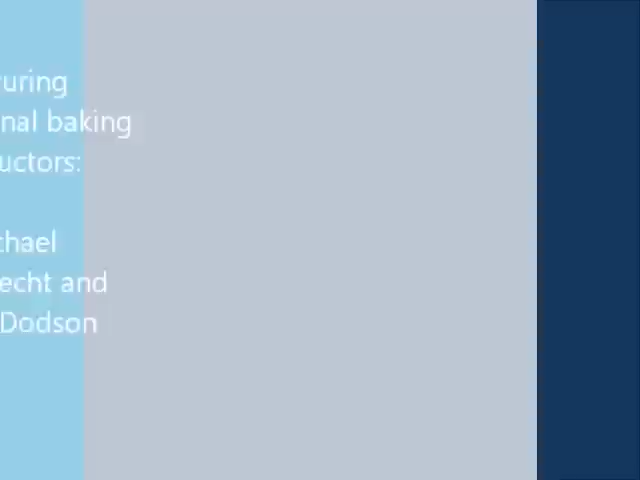 uring
nal baking
uctors:
chael
echt and
Dodson